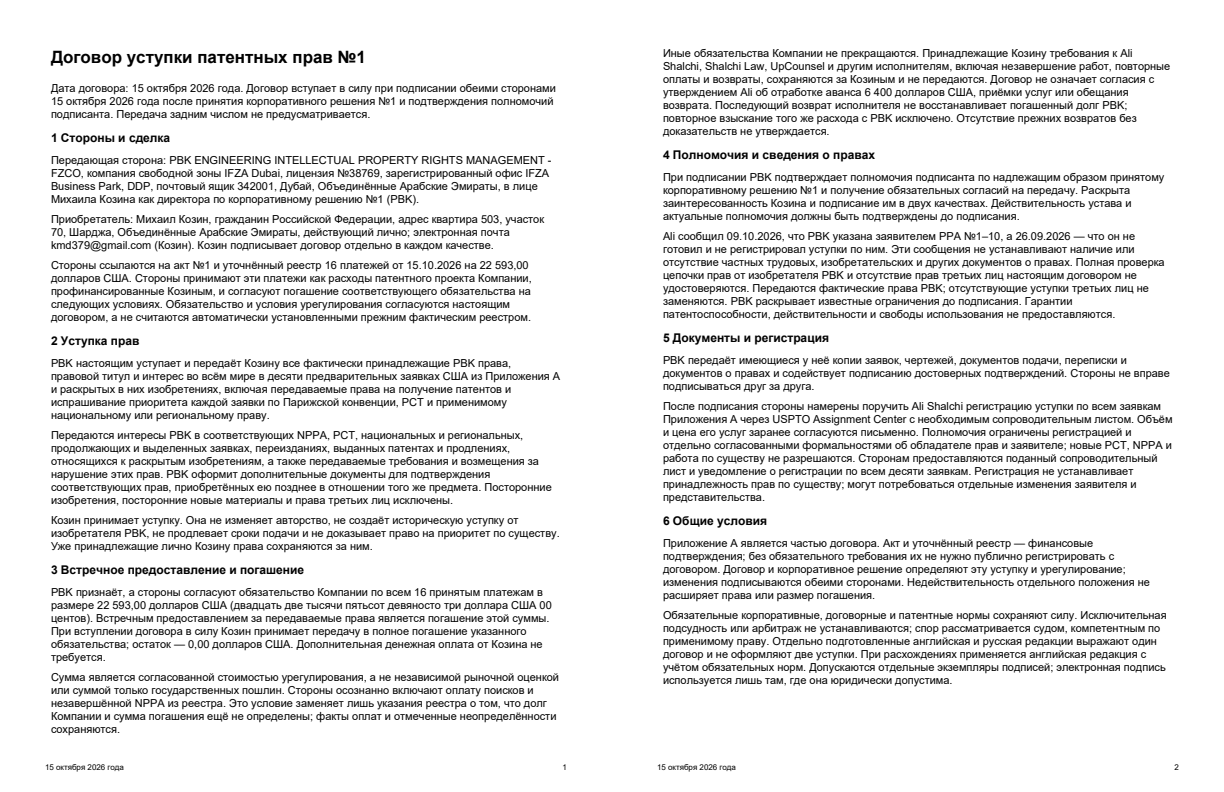 Договор уступки патентных прав №1
Дата договора: 15 октября 2026 года. Договор вступает в силу при подписании обеими сторонами
15 октября 2026 года после принятия корпоративного решения №1 и подтверждения полномочий
подписанта. Передача задним числом не предусматривается.
1 Стороны и сделка
Передающая сторона: PBK ENGINEERING INTELLECTUAL PROPERTY RIGHTS MANAGEMENT -
FZCO, компания свободной зоны IFZA Dubai, лицензия №38769, зарегистрированный офис IFZA
Business Park, DDP, почтовый ящик 342001, Дубай, Объединённые Арабские Эмираты, в лице
Михаила Козина как директора по корпоративному решению №1 (PBK).
Приобретатель: Михаил Козин, гражданин Российской Федерации, адрес квартира 503, участок
70, Шарджа, Объединённые Арабские Эмираты, действующий лично; электронная почта
kmd379@gmail.com (Козин). Козин подписывает договор отдельно в каждом качестве.
Стороны ссылаются на акт №1 и уточнённый реестр 16 платежей от 15.10.2026 на 22 593,00
долларов США. Стороны принимают эти платежи как расходы патентного проекта Компании,
профинансированные Козиным, и согласуют погашение соответствующего обязательства на
следующих условиях. Обязательство и условия урегулирования согласуются настоящим
договором, а не считаются автоматически установленными прежним фактическим реестром.
2 Уступка прав
PBK настоящим уступает и передаёт Козину все фактически принадлежащие PBK права,
правовой титул и интерес во всём мире в десяти предварительных заявках США из Приложения А
и раскрытых в них изобретениях, включая передаваемые права на получение патентов и
испрашивание приоритета каждой заявки по Парижской конвенции, PCT и применимому
национальному или региональному праву.
Передаются интересы PBK в соответствующих NPPA, PCT, национальных и региональных,
продолжающих и выделенных заявках, переизданиях, выданных патентах и продлениях,
относящихся к раскрытым изобретениям, а также передаваемые требования и возмещения за
нарушение этих прав. PBK оформит дополнительные документы для подтверждения
соответствующих прав, приобретённых ею позднее в отношении того же предмета. Посторонние
изобретения, посторонние новые материалы и права третьих лиц исключены.
Козин принимает уступку. Она не изменяет авторство, не создаёт историческую уступку от
изобретателя PBK, не продлевает сроки подачи и не доказывает право на приоритет по существу.
Уже принадлежащие лично Козину права сохраняются за ним.
3 Встречное предоставление и погашение
PBK признаёт, а стороны согласуют обязательство Компании по всем 16 принятым платежам в
размере 22 593,00 долларов США (двадцать две тысячи пятьсот девяносто три доллара США 00
центов). Встречным предоставлением за передаваемые права является погашение этой суммы.
При вступлении договора в силу Козин принимает передачу в полное погашение указанного
обязательства; остаток — 0,00 долларов США. Дополнительная денежная оплата от Козина не
требуется.
Сумма является согласованной стоимостью урегулирования, а не независимой рыночной оценкой
или суммой только государственных пошлин. Стороны осознанно включают оплату поисков и
незавершённой NPPA из реестра. Это условие заменяет лишь указания реестра о том, что долг
Компании и сумма погашения ещё не определены; факты оплат и отмеченные неопределённости
сохраняются.
15 октября 2026 года
1
Иные обязательства Компании не прекращаются. Принадлежащие Козину требования к Ali
Shalchi, Shalchi Law, UpCounsel и другим исполнителям, включая незавершение работ, повторные
оплаты и возвраты, сохраняются за Козиным и не передаются. Договор не означает согласия с
утверждением Ali об отработке аванса 6 400 долларов США, приёмки услуг или обещания
возврата. Последующий возврат исполнителя не восстанавливает погашенный долг PBK;
повторное взыскание того же расхода с PBK исключено. Отсутствие прежних возвратов без
доказательств не утверждается.
4 Полномочия и сведения о правах
При подписании PBK подтверждает полномочия подписанта по надлежащим образом принятому
корпоративному решению №1 и получение обязательных согласий на передачу. Раскрыта
заинтересованность Козина и подписание им в двух качествах. Действительность устава и
актуальные полномочия должны быть подтверждены до подписания.
Ali сообщил 09.10.2026, что PBK указана заявителем PPA №1–10, а 26.09.2026 — что он не
готовил и не регистрировал уступки по ним. Эти сообщения не устанавливают наличие или
отсутствие частных трудовых, изобретательских и других документов о правах. Полная проверка
цепочки прав от изобретателя PBK и отсутствие прав третьих лиц настоящим договором не
удостоверяются. Передаются фактические права PBK; отсутствующие уступки третьих лиц не
заменяются. PBK раскрывает известные ограничения до подписания. Гарантии
патентоспособности, действительности и свободы использования не предоставляются.
5 Документы и регистрация
PBK передаёт имеющиеся у неё копии заявок, чертежей, документов подачи, переписки и
документов о правах и содействует подписанию достоверных подтверждений. Стороны не вправе
подписываться друг за друга.
После подписания стороны намерены поручить Ali Shalchi регистрацию уступки по всем заявкам
Приложения А через USPTO Assignment Center с необходимым сопроводительным листом. Объём
и цена его услуг заранее согласуются письменно. Полномочия ограничены регистрацией и
отдельно согласованными формальностями об обладателе прав и заявителе; новые PCT, NPPA и
работа по существу не разрешаются. Сторонам предоставляются поданный сопроводительный
лист и уведомление о регистрации по всем десяти заявкам. Регистрация не устанавливает
принадлежность прав по существу; могут потребоваться отдельные изменения заявителя и
представительства.
6 Общие условия
Приложение А является частью договора. Акт и уточнённый реестр — финансовые
подтверждения; без обязательного требования их не нужно публично регистрировать с
договором. Договор и корпоративное решение определяют эту уступку и урегулирование;
изменения подписываются обеими сторонами. Недействительность отдельного положения не
расширяет права или размер погашения.
Обязательные корпоративные, договорные и патентные нормы сохраняют силу. Исключительная
подсудность или арбитраж не устанавливаются; спор рассматривается судом, компетентным по
применимому праву. Отдельно подготовленные английская и русская редакции выражают один
договор и не оформляют две уступки. При расхождениях применяется английская редакция с
учётом обязательных норм. Допускаются отдельные экземпляры подписей; электронная подпись
используется лишь там, где она юридически допустима.
15 октября 2026 года
2